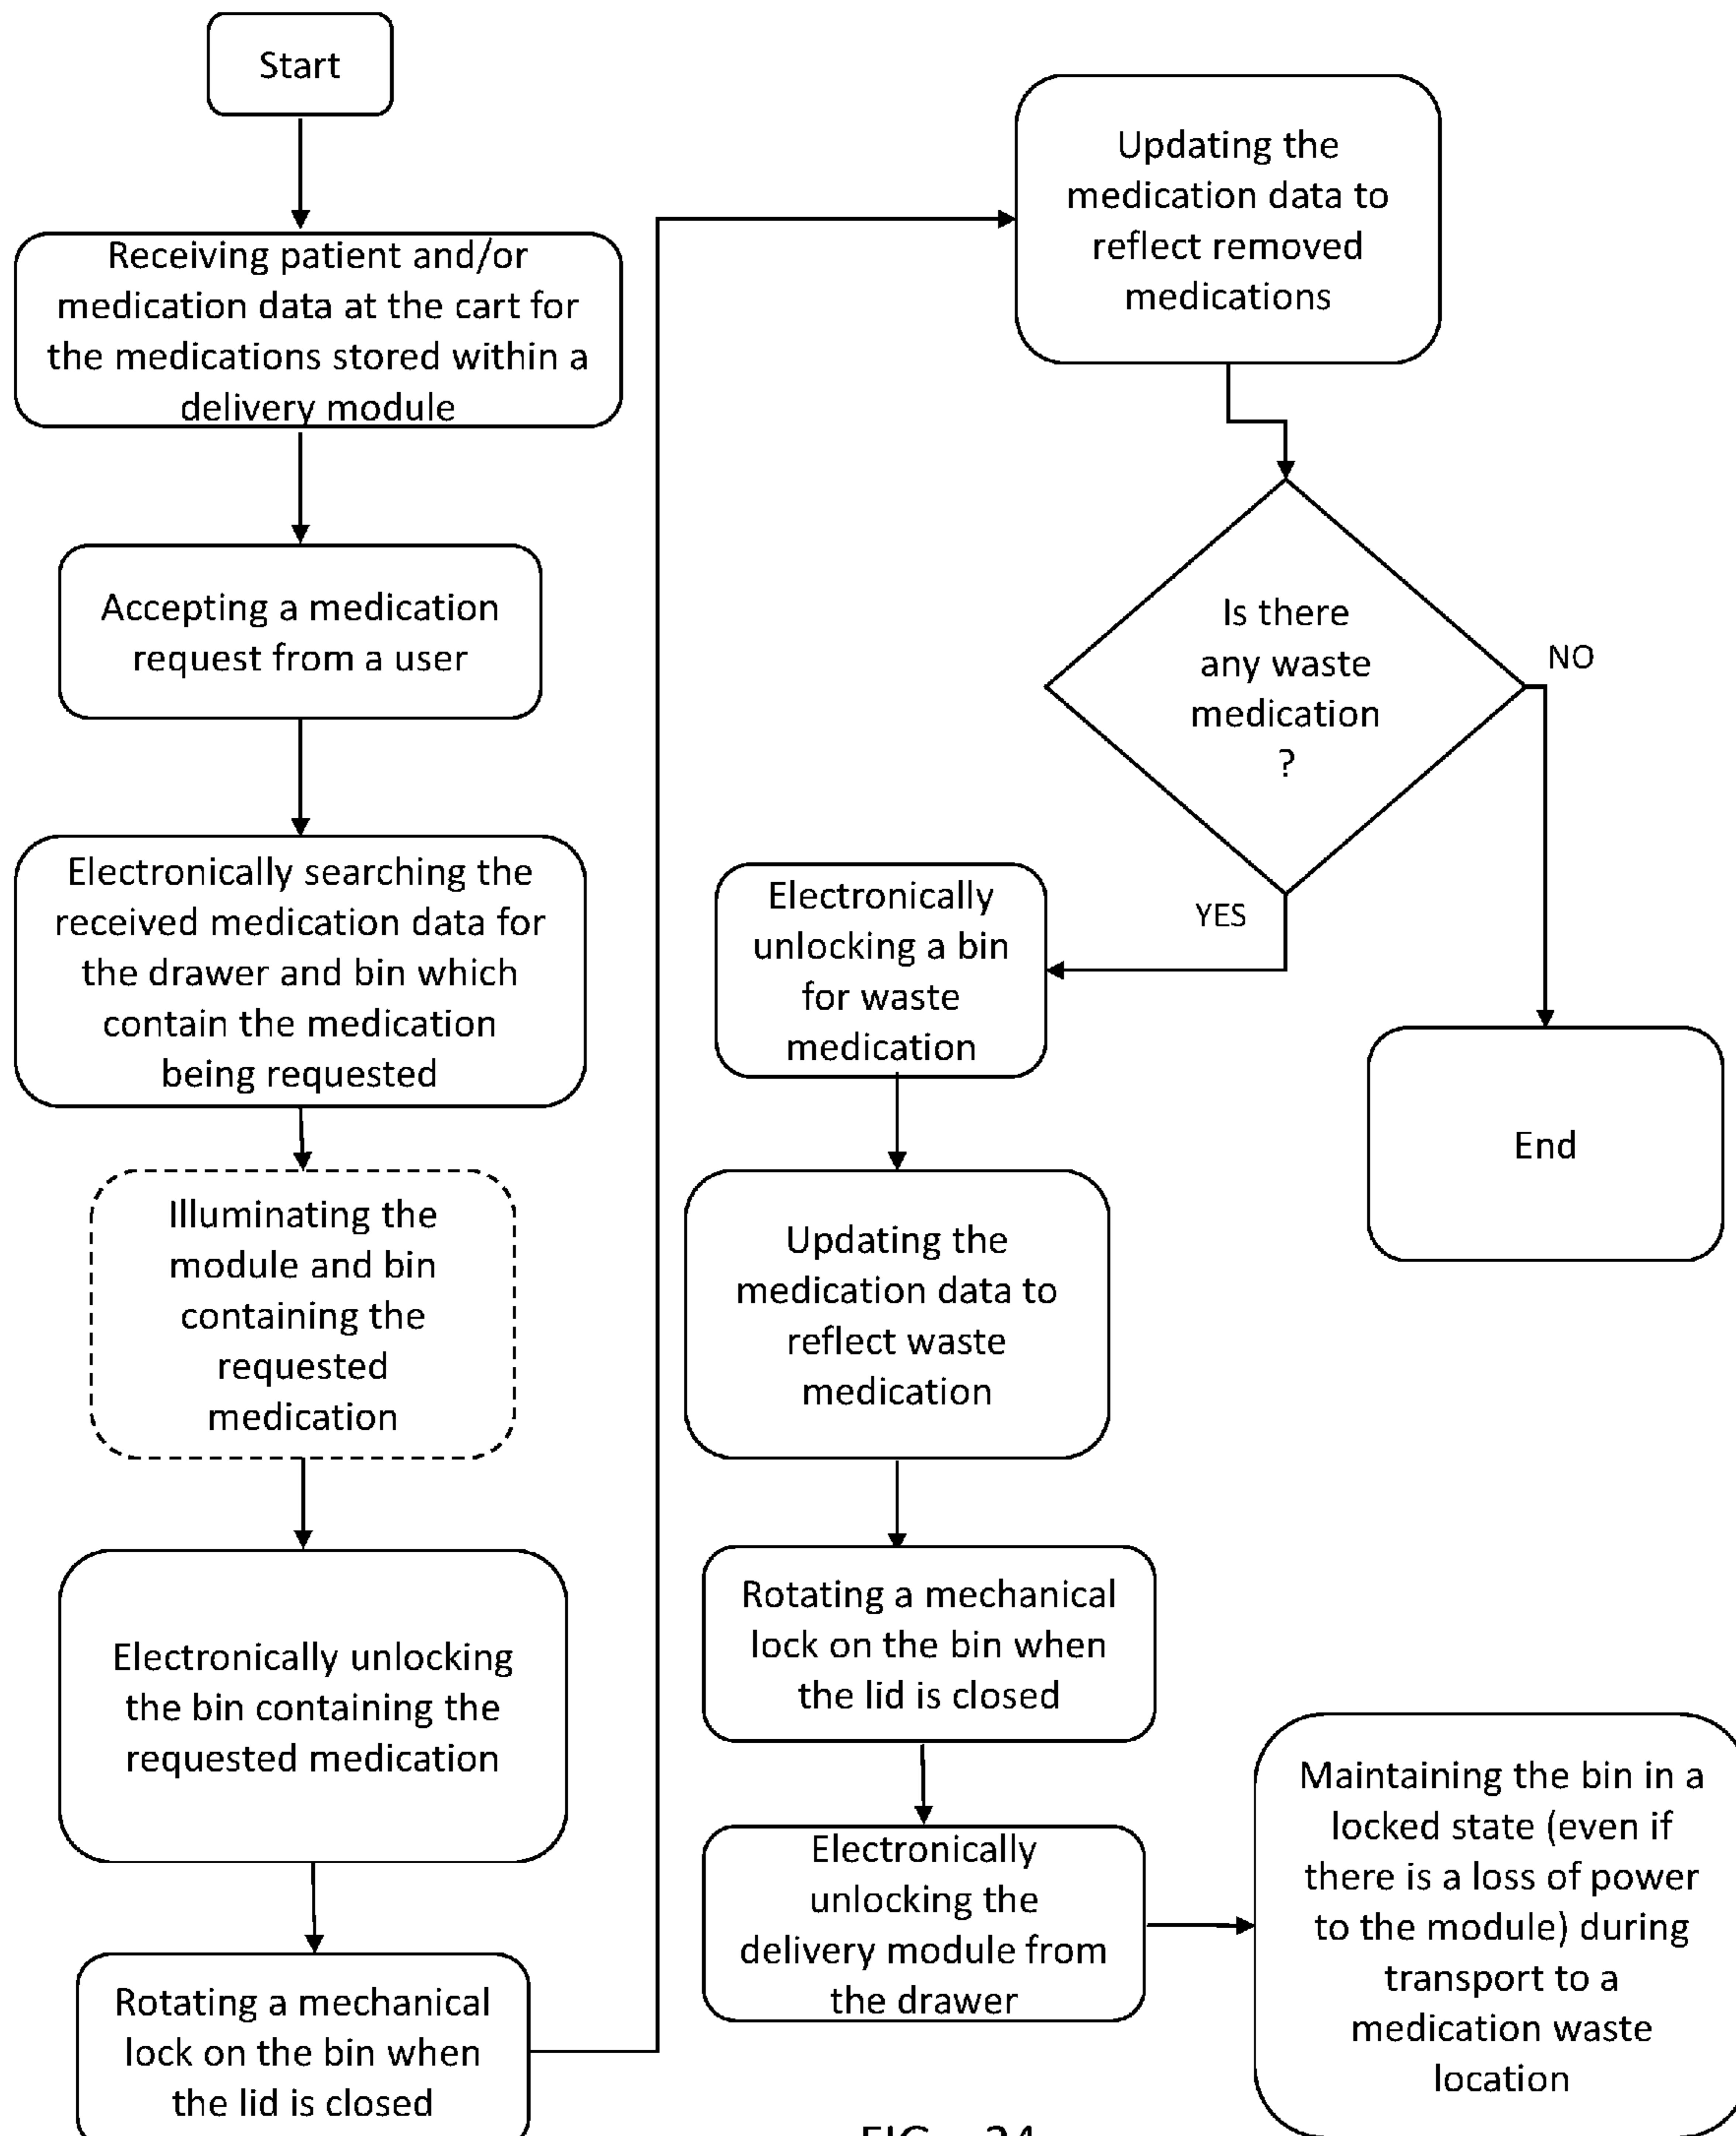 Start
Receiving patient and/or
medication data at the cart for
the medications stored within a
delivery module
Accepting a medication
request from a user
Electronically searching the
received medication data for
the drawer and bin which
contain the medication
being requested
Illuminating the
module and bin
containing the
requested
medication
Electronically unlocking
the bin containing the
requested medication
Rotating a mechanical
lock on the bin when
the lid is closed
Updating the
medication data to
reflect removed
medications
Is there
any waste
medication
?
NO
YES
Electronically
unlocking a bin
for waste
medication
End
Updating the
medication data to
reflect waste
medication
Rotating a mechanical
lock on the bin when
the lid is closed
Electronically
unlocking the
delivery module from
the drawer
Maintaining the bin in a
locked state (even if
there is a loss of power
to the module) during
transport to a
medication waste
location